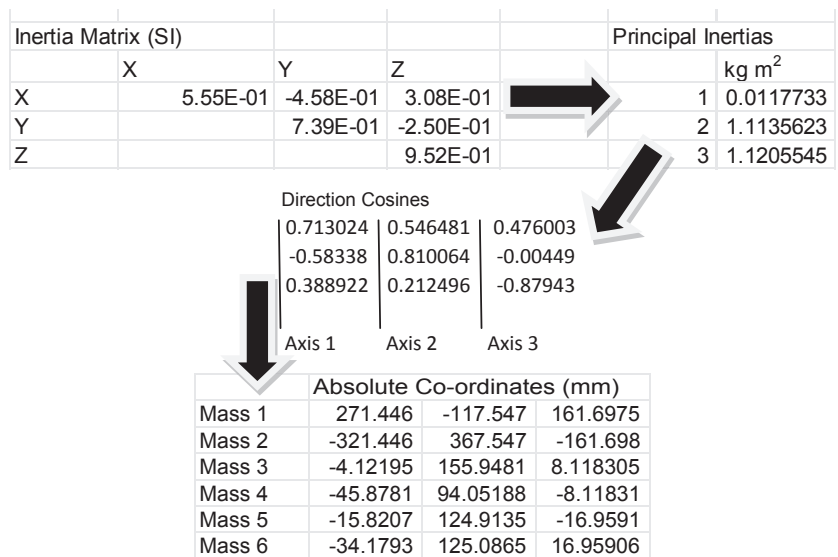 Inertia Matrix (SI) Principal Inertias
X Y Z kg m²
X 5.55E-01 -4.58E-01 3.08E-01 1 0.0117733
Y 7.39E-01 -2.50E-01 2 1.1135623
Z 9.52E-01 3 1.1205545
Direction Cosines
0.713024 0.546481 0.476003
-0.58338 0.810064 -0.00449
0.388922 0.212496 -0.87943
Axis 1 Axis 2 Axis 3
Absolute Co-ordinates (mm)
Mass 1 271.446 -117.547 161.6975
Mass 2 -321.446 367.547 -161.698
Mass 3 -4.12195 155.9481 8.118305
Mass 4 -45.8781 94.05188 -8.11831
Mass 5 -15.8207 124.9135 -16.9591
Mass 6 -34.1793 125.0865 16.95906